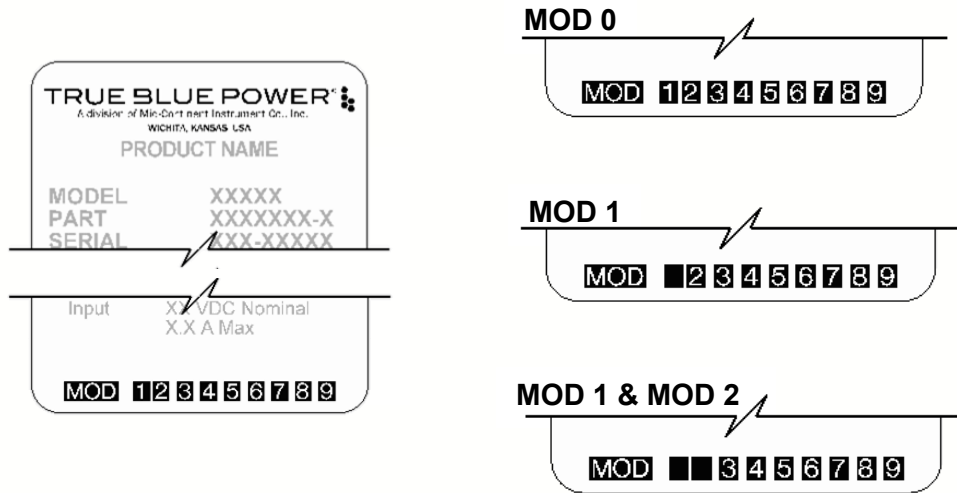 TRUE BLUE POWER®
A division of Mid-Continent Instrument Co., Inc.
WICHITA, KANSAS USA
PRODUCT NAME
MODEL XXXXX
PART XXXXXXX-X
SERIAL XXX-XXXXX
Input XX VDC Nominal
X.X A Max
MOD 1 2 3 4 5 6 7 8 9
MOD 0
MOD 1 2 3 4 5 6 7 8 9
MOD 1
MOD 2 3 4 5 6 7 8 9
MOD 1 & MOD 2
MOD 3 4 5 6 7 8 9